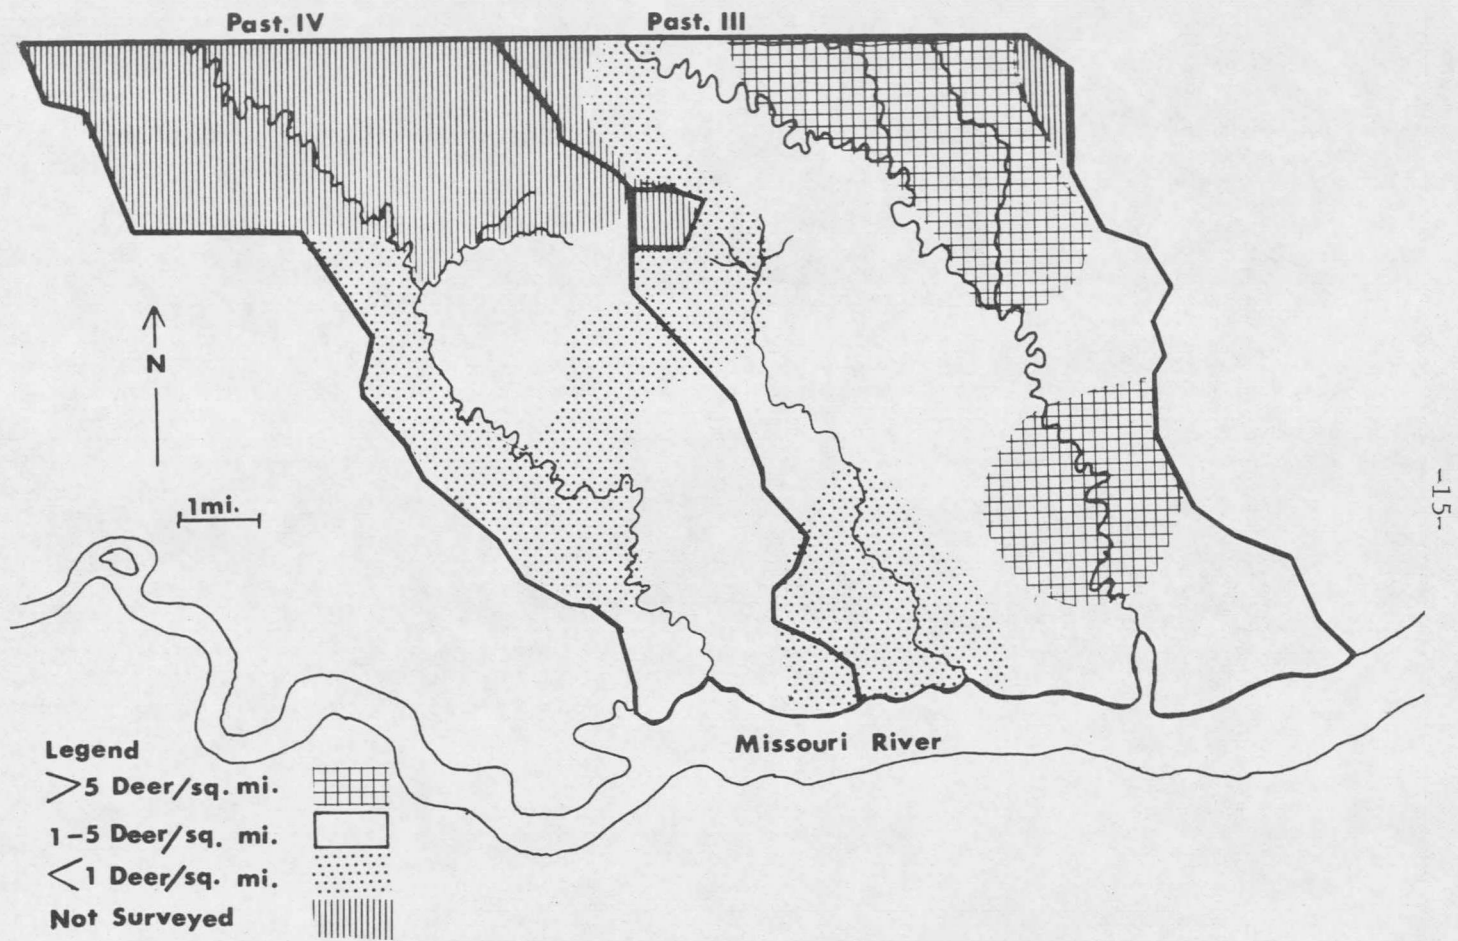 Past. IV
Past. III
N
1mi.
-15-
Missouri River
Legend
>5 Deer/sq. mi.
1-5 Deer/sq. mi.
<1 Deer/sq. mi.
Not Surveyed